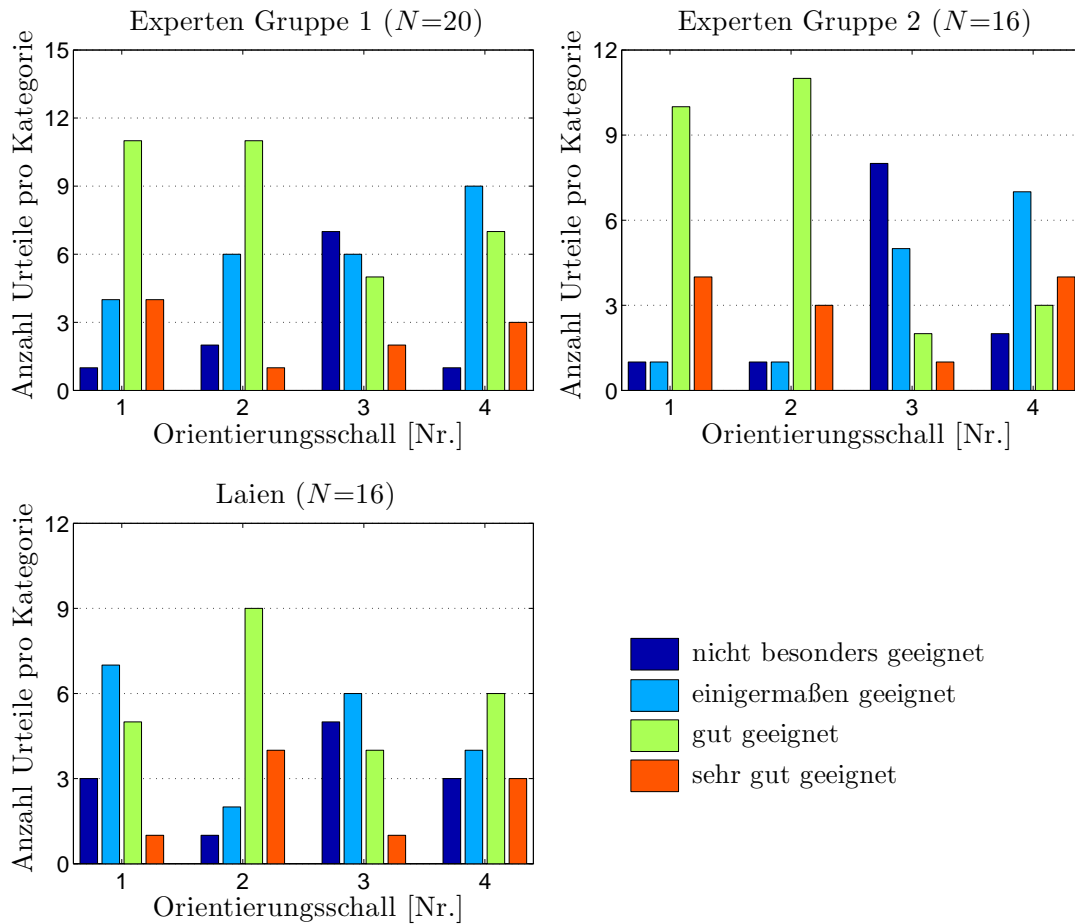 Experten Gruppe 1 (N=20)
Anzahl Urteile pro Kategorie
15
12
9
6
3
0
1 2 3 4
Orientierungsschall [Nr.]
Experten Gruppe 2 (N=16)
Anzahl Urteile pro Kategorie
12
9
6
3
0
1 2 3 4
Orientierungsschall [Nr.]
Laien (N=16)
Anzahl Urteile pro Kategorie
12
9
6
3
0
1 2 3 4
Orientierungsschall [Nr.]
nicht besonders geeignet
einigermaßen geeignet
gut geeignet
sehr gut geeignet